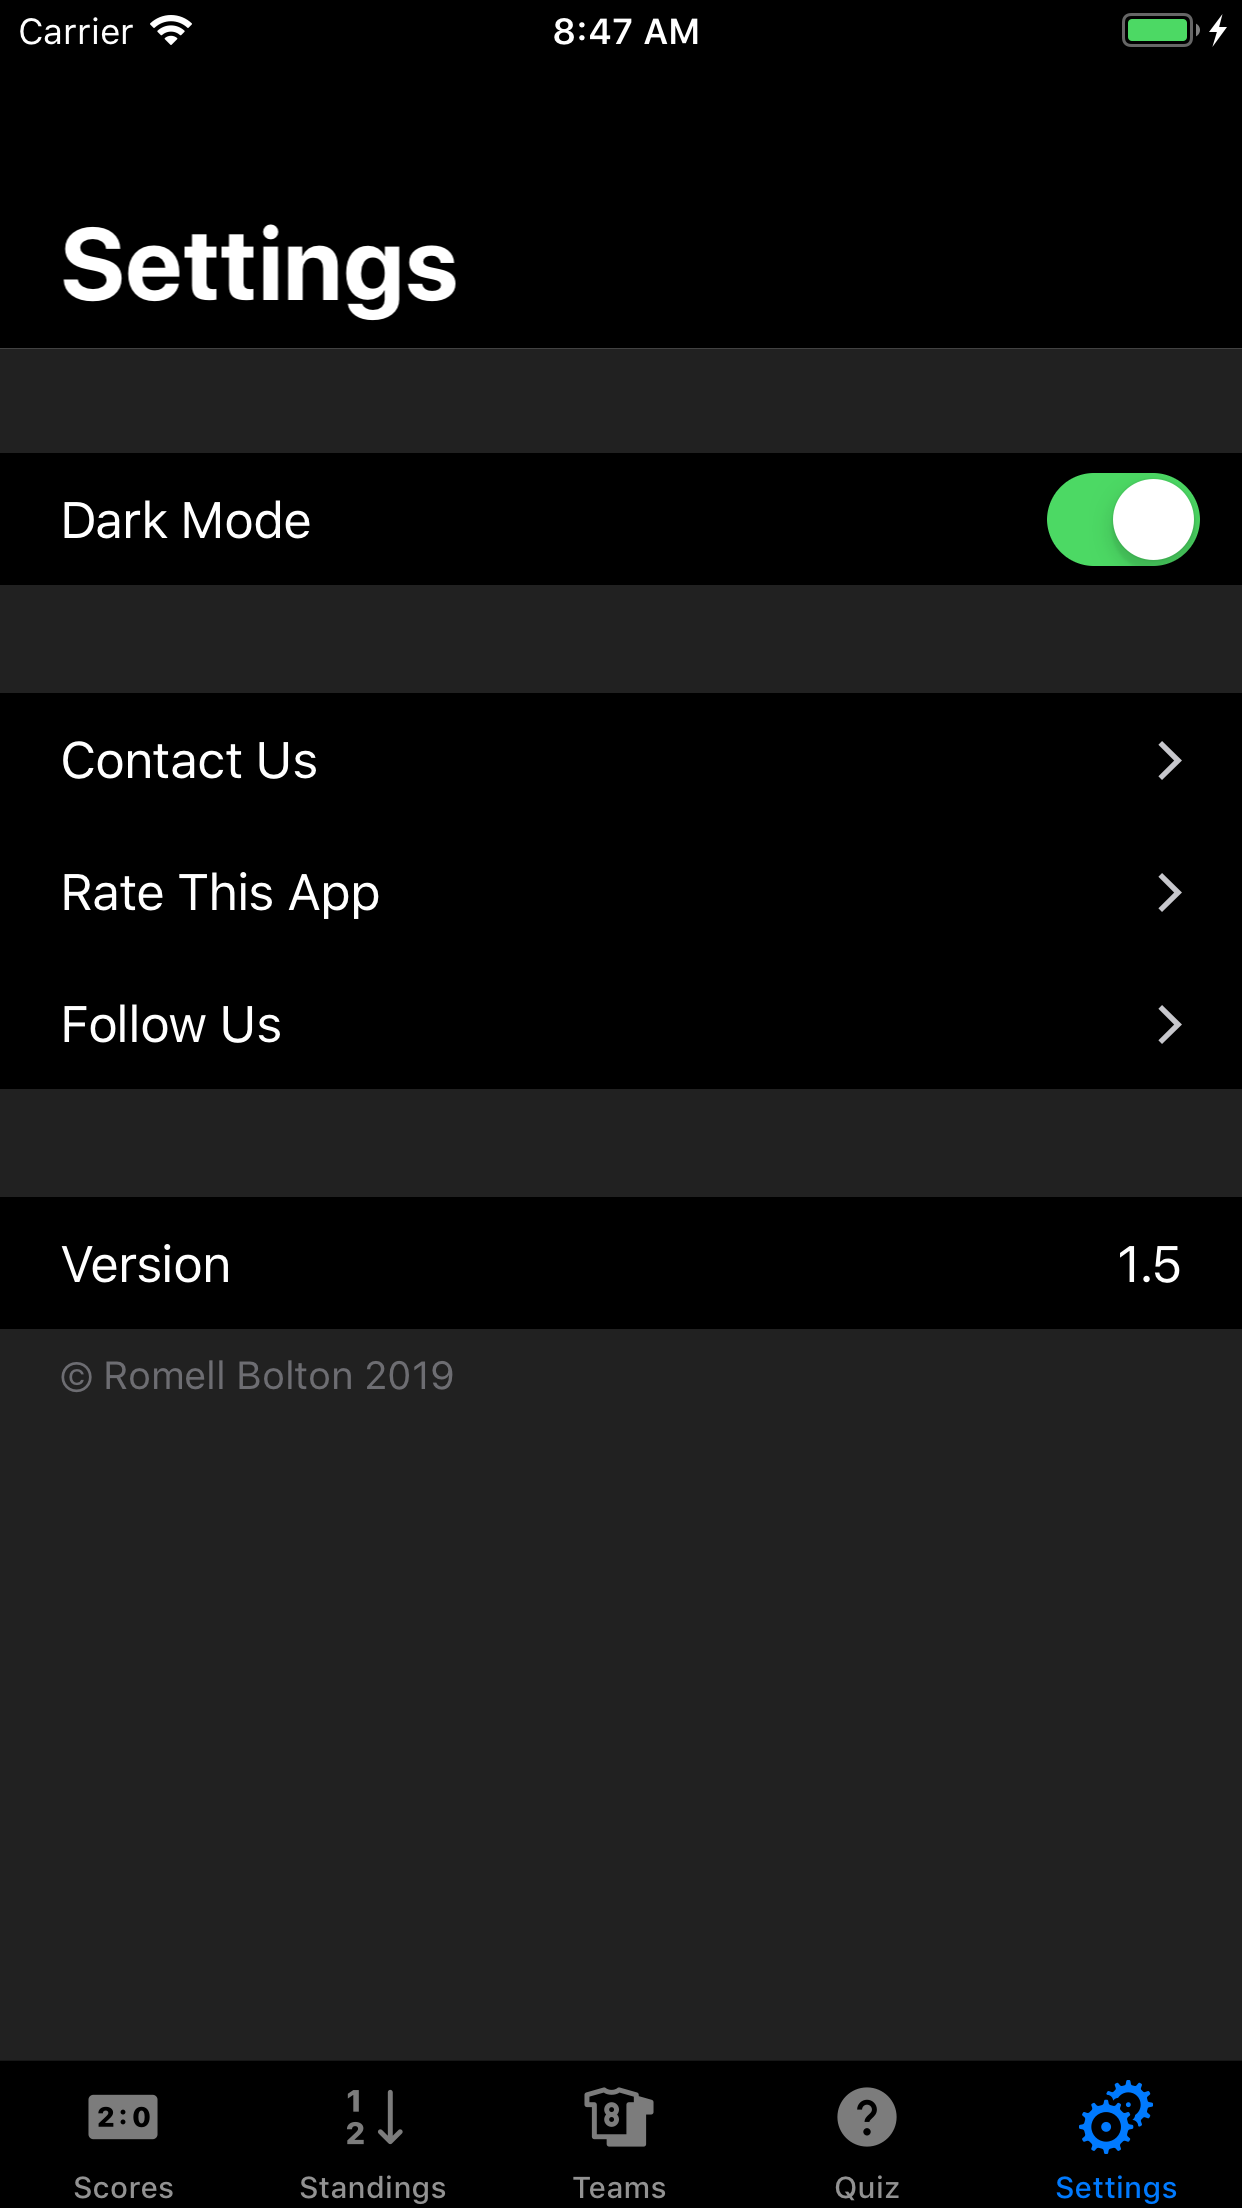 Carrier 8:47 AM
Settings
Dark Mode
Contact Us
Rate This App
Follow Us
Version 1.5
© Romell Bolton 2019
2:0
1
2
8
?
Scores Standings Teams Quiz Settings